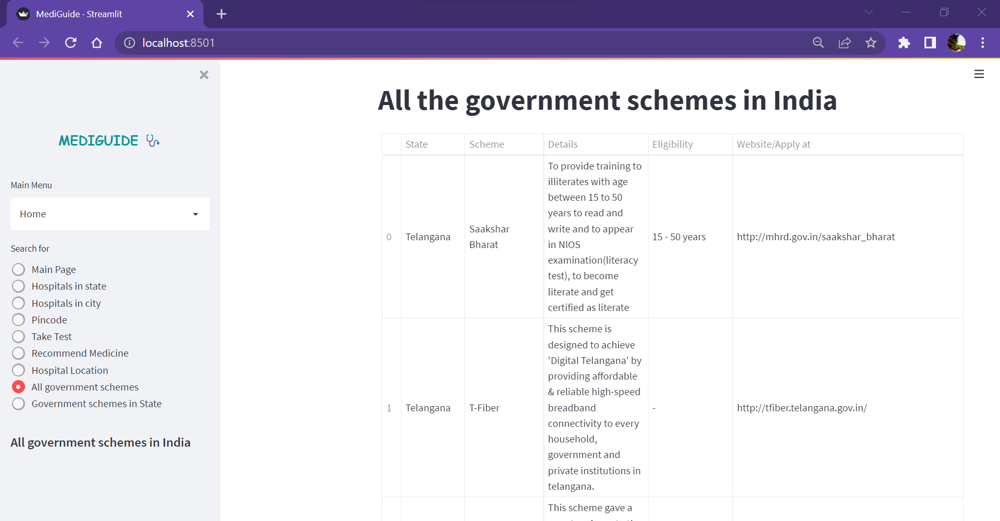 MediGuide · Streamlit
localhost:8501
MEDIGUIDE
Main Menu
Home
Search for
Main Page
Hospitals in state
Hospitals in city
Pincode
Take Test
Recommend Medicine
Hospital Location
All government schemes
Government schemes in State
All government schemes in India
All the government schemes in India
State Scheme Details Eligibility Website/Apply at
0
Telangana
Saakshar
Bharat
To provide training to
illiterates with age
between 15 to 50
years to read and
write and to appear
in NIOS
examination(literacy
test), to become
literate and get
certified as literate
15 - 50 years
http://mhrd.gov.in/saakshar_bharat
1
Telangana
T-Fiber
This scheme is
designed to achieve
'Digital Telangana' by
providing affordable
& reliable high-speed
breadband
connectivity to every
household,
government and
private institutions in
telangana.
-
http://tfiber.telangana.gov.in/
This scheme gave a